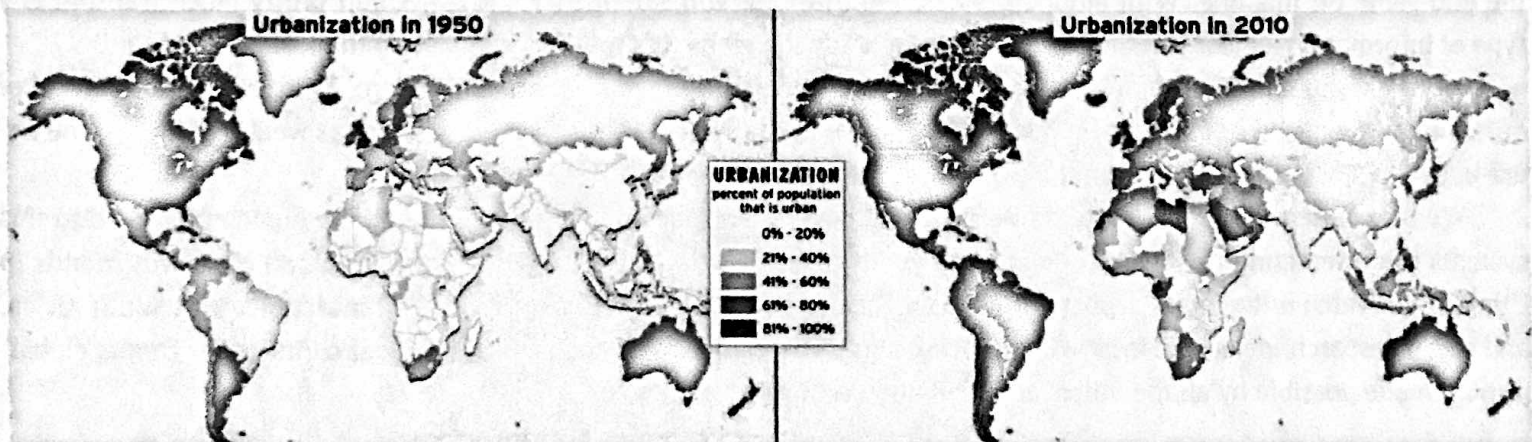 Urbanization in 1950
Urbanization in 2010
URBANIZATION
percent of population
that is urban
0% - 20%
21% - 40%
41% - 60%
61% - 80%
81% - 100%